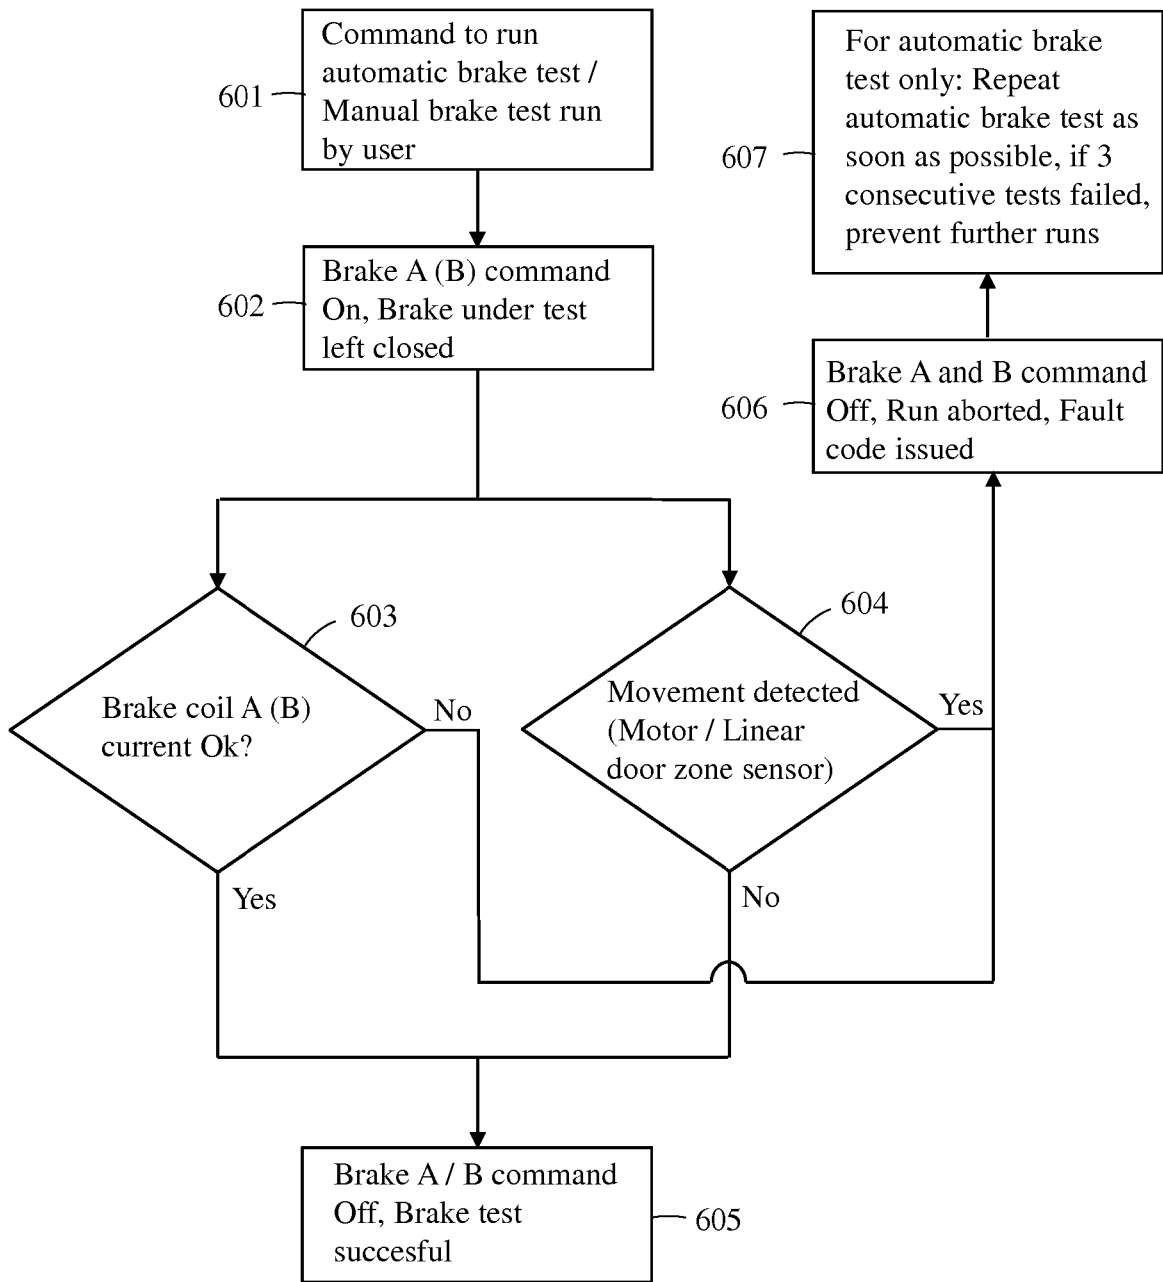 601
Command to run
automatic brake test /
Manual brake test run
by user
602
Brake A (B) command
On, Brake under test
left closed
603
Brake coil A (B)
current Ok?
No
Yes
604
Movement detected
(Motor / Linear
door zone sensor)
Yes
No
Brake A / B command
Off, Brake test
succesful
605
606
Brake A and B command
Off, Run aborted, Fault
code issued
607
For automatic brake
test only: Repeat
automatic brake test as
soon as possible, if 3
consecutive tests failed,
prevent further runs